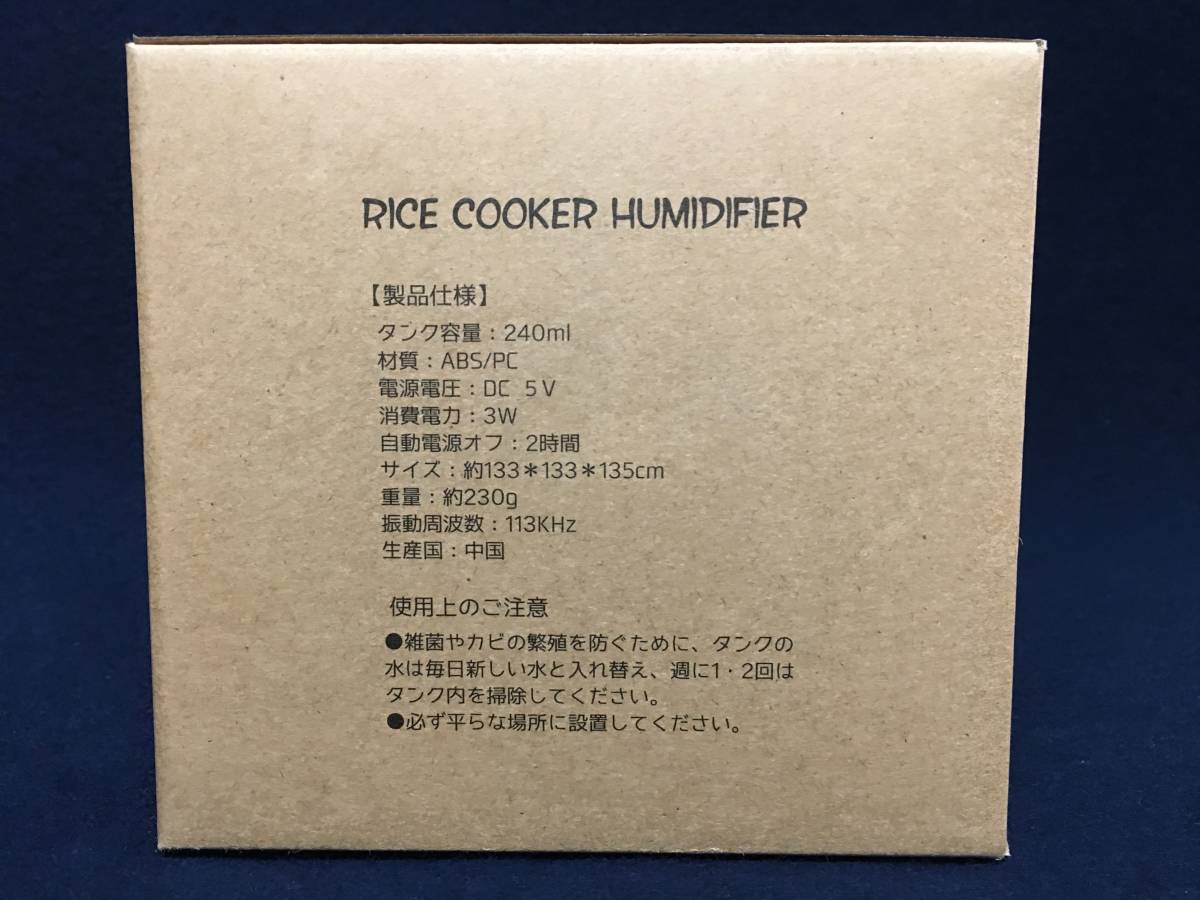 RICE COOKER HUMIDIFIER
【製品仕様】
タンク容量：240ml
材質：ABS/PC
電源電圧：DC 5V
消費電力：3W
自動電源オフ：2時間
サイズ：約133＊133＊135cm
重量：約230g
振動周波数：113KHz
生産国：中国
使用上のご注意
●雑菌やカビの繁殖を防ぐために、タンクの
水は毎日新しい水と入れ替え、週に1・2回は
タンク内を掃除してください。
●必ず平らな場所に設置してください。